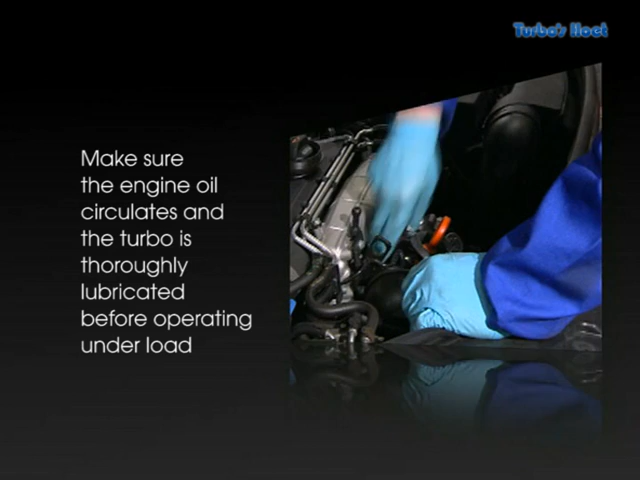 Turbo's Hoet
Make sure
the engine oil
circulates and
the turbo is
thoroughly
lubricated
before operating
under load